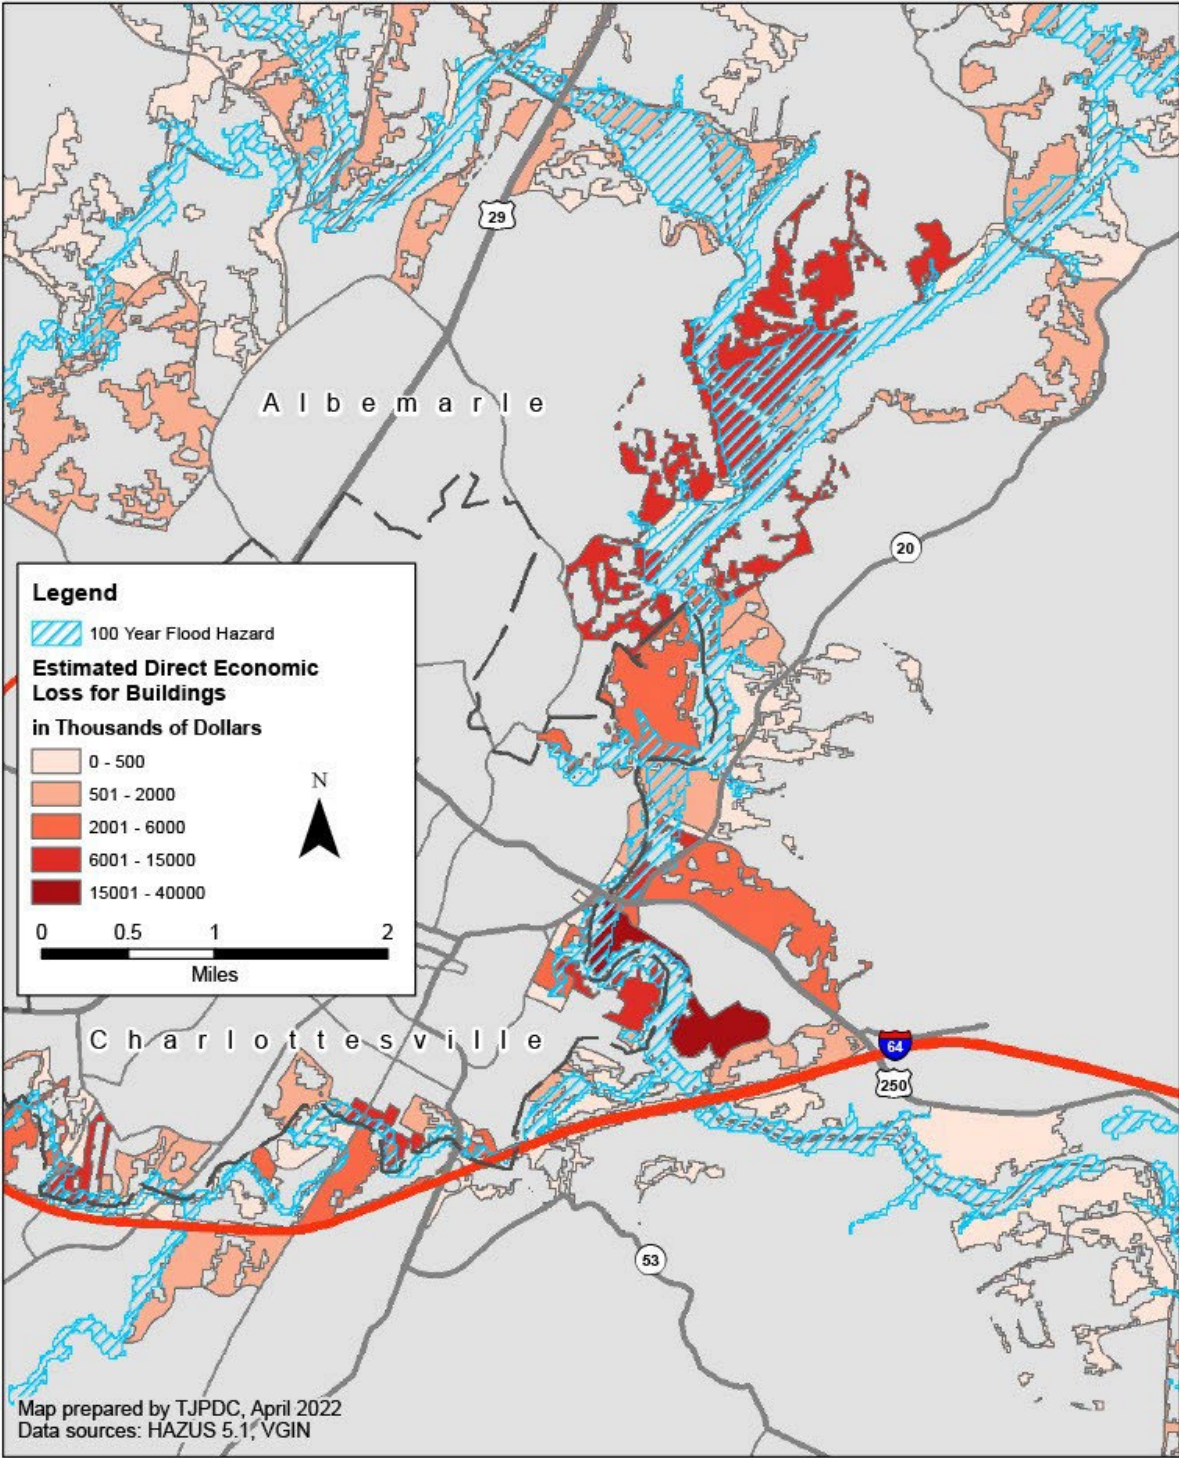 29
Albemarle
20
Legend
100 Year Flood Hazard
Estimated Direct Economic
Loss for Buildings
in Thousands of Dollars
0 - 500
501 - 2000
2001 - 6000
6001 - 15000
15001 - 40000
N
0 0.5 1 2
Miles
Charlottesville
64
250
53
Map prepared by TJPDC, April 2022
Data sources: HAZUS 5.1, VGIN